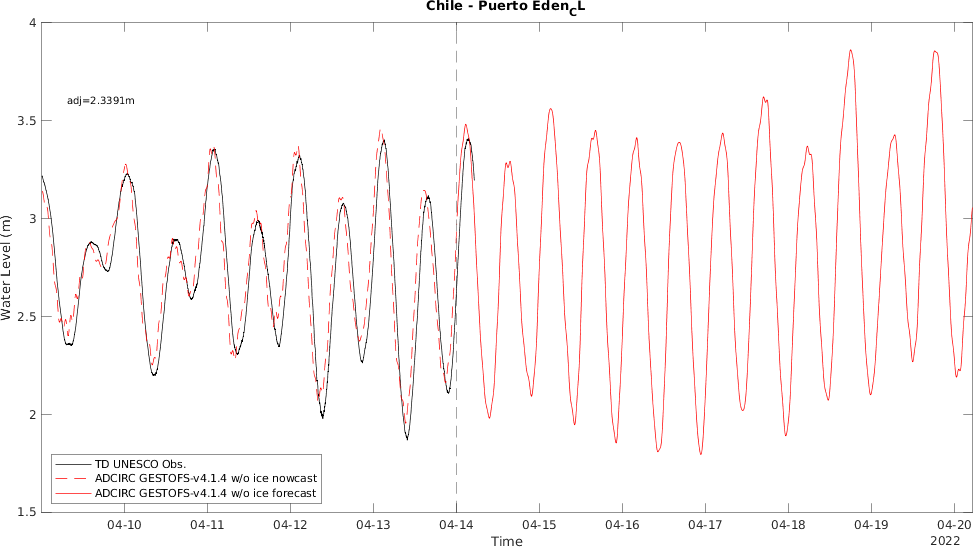 Chile - Puerto Eden_CL
4
3.5
3
2.5
2
1.5
Water Level (m)
adj=2.3391m
TD UNESCO Obs.
ADCIRC GESTOFS-v4.1.4 w/o ice nowcast
ADCIRC GESTOFS-v4.1.4 w/o ice forecast
04-10 04-11 04-12 04-13 04-14 04-15 04-16 04-17 04-18 04-19 04-20
Time
2022